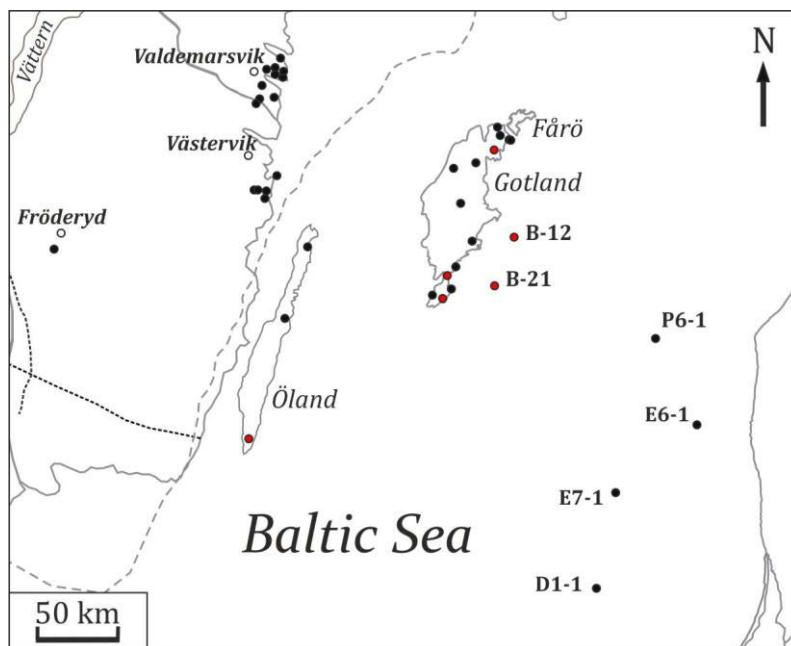 Vättern
Valdemarsvik
N
Fårö
Västervik
Gotland
Fröderyd
B-12
B-21
P6-1
Öland
E6-1
E7-1
Baltic Sea
D1-1
50 km